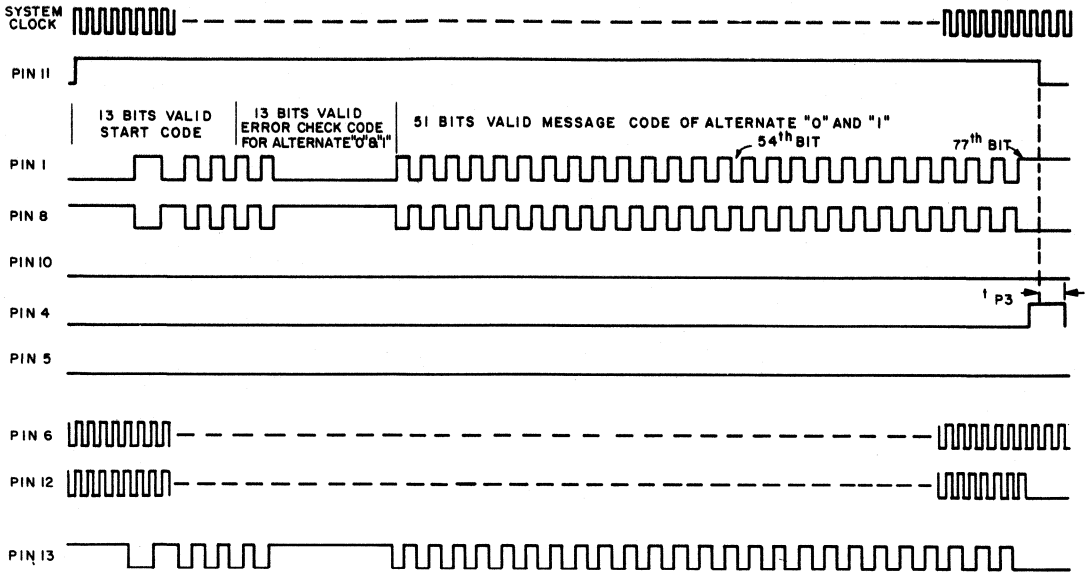 SYSTEM
CLOCK
PIN 11
13 BITS VALID
START CODE
13 BITS VALID
ERROR CHECK CODE
FOR ALTERNATE "0"&"1"
51 BITS VALID MESSAGE CODE OF ALTERNATE "0" AND "1"
54th BIT
77th BIT
PIN 1
PIN 8
PIN 10
t P3
PIN 4
PIN 5
PIN 6
PIN 12
PIN 13